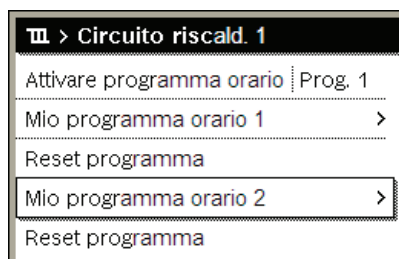 > Circuito riscald. 1
Attivare programma orario Prog. 1
Mio programma orario 1 >
Reset programma
Mio programma orario 2 >
Reset programma